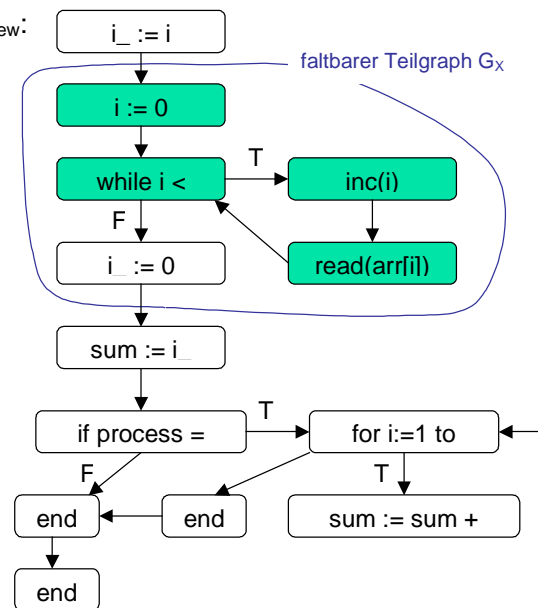 ew:
i_ := i
faltbarer Teilgraph GX
i := 0
T
while i <
inc(i)
F
i_ := 0
read(arr[i])
sum := i_
T
if process =
for i:=1 to
F
T
end
end
sum := sum +
end